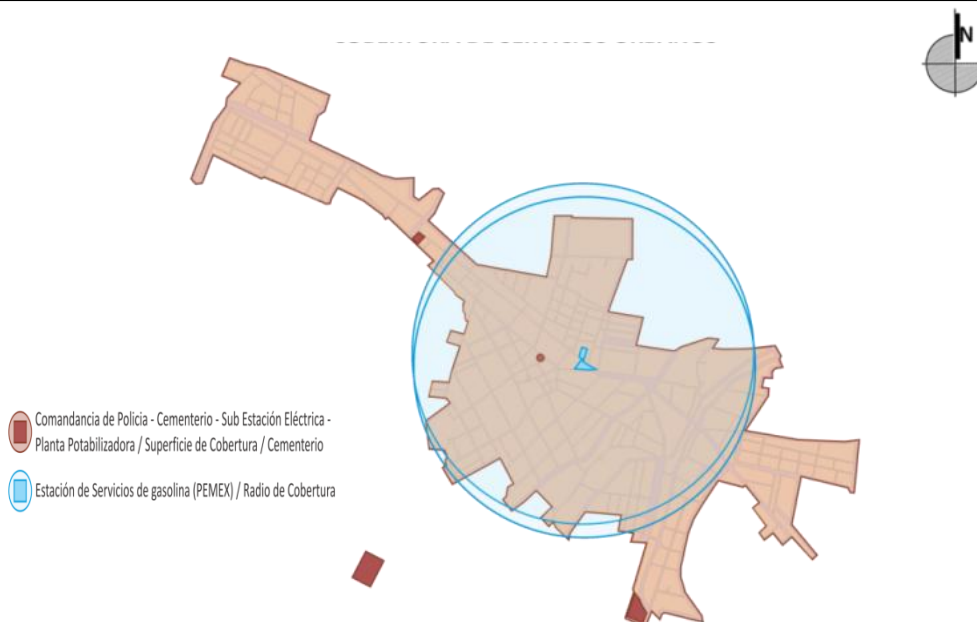 N
Comandancia de Policia - Cementerio - Sub Estación Eléctrica -
Planta Potabilizadora / Superficie de Cobertura / Cementerio
Estación de Servicios de gasolina (PEMEX) / Radio de Cobertura